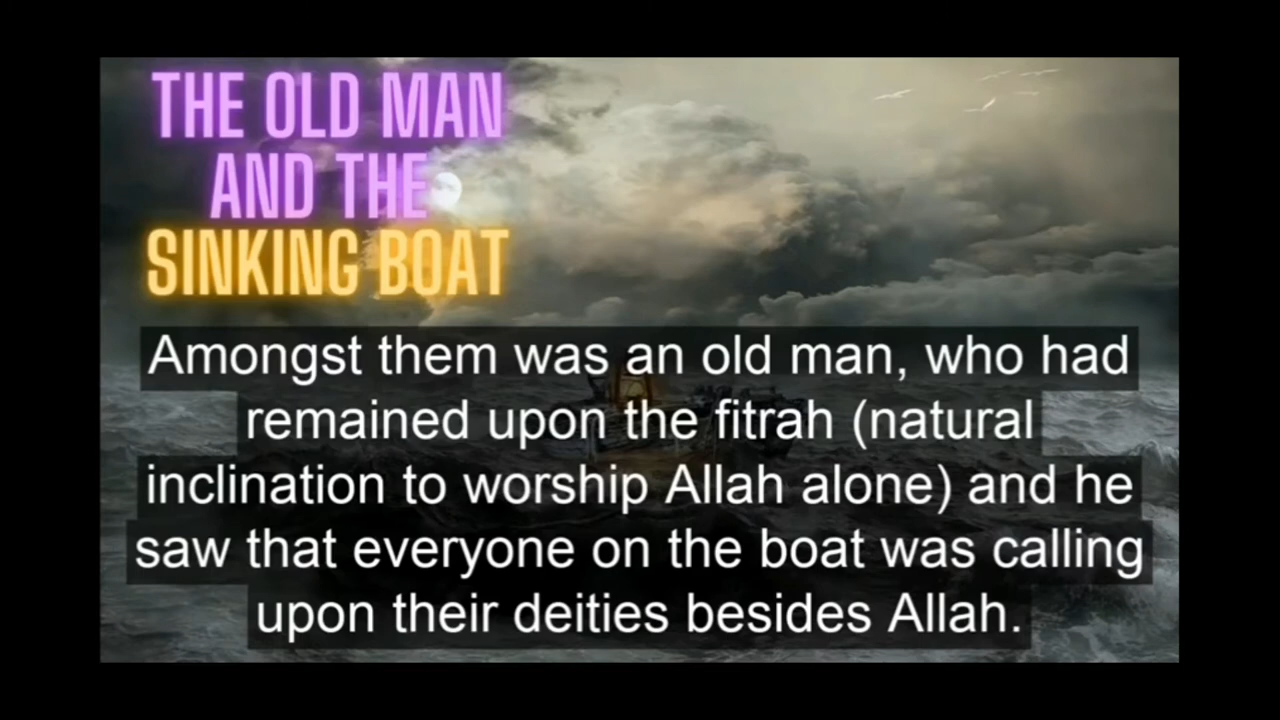 THE OLD MAN
AND THE
SINKING BOAT
Amongst them was an old man, who had
remained upon the fitrah (natural
inclination to worship Allah alone) and he
saw that everyone on the boat was calling
upon their deities besides Allah.